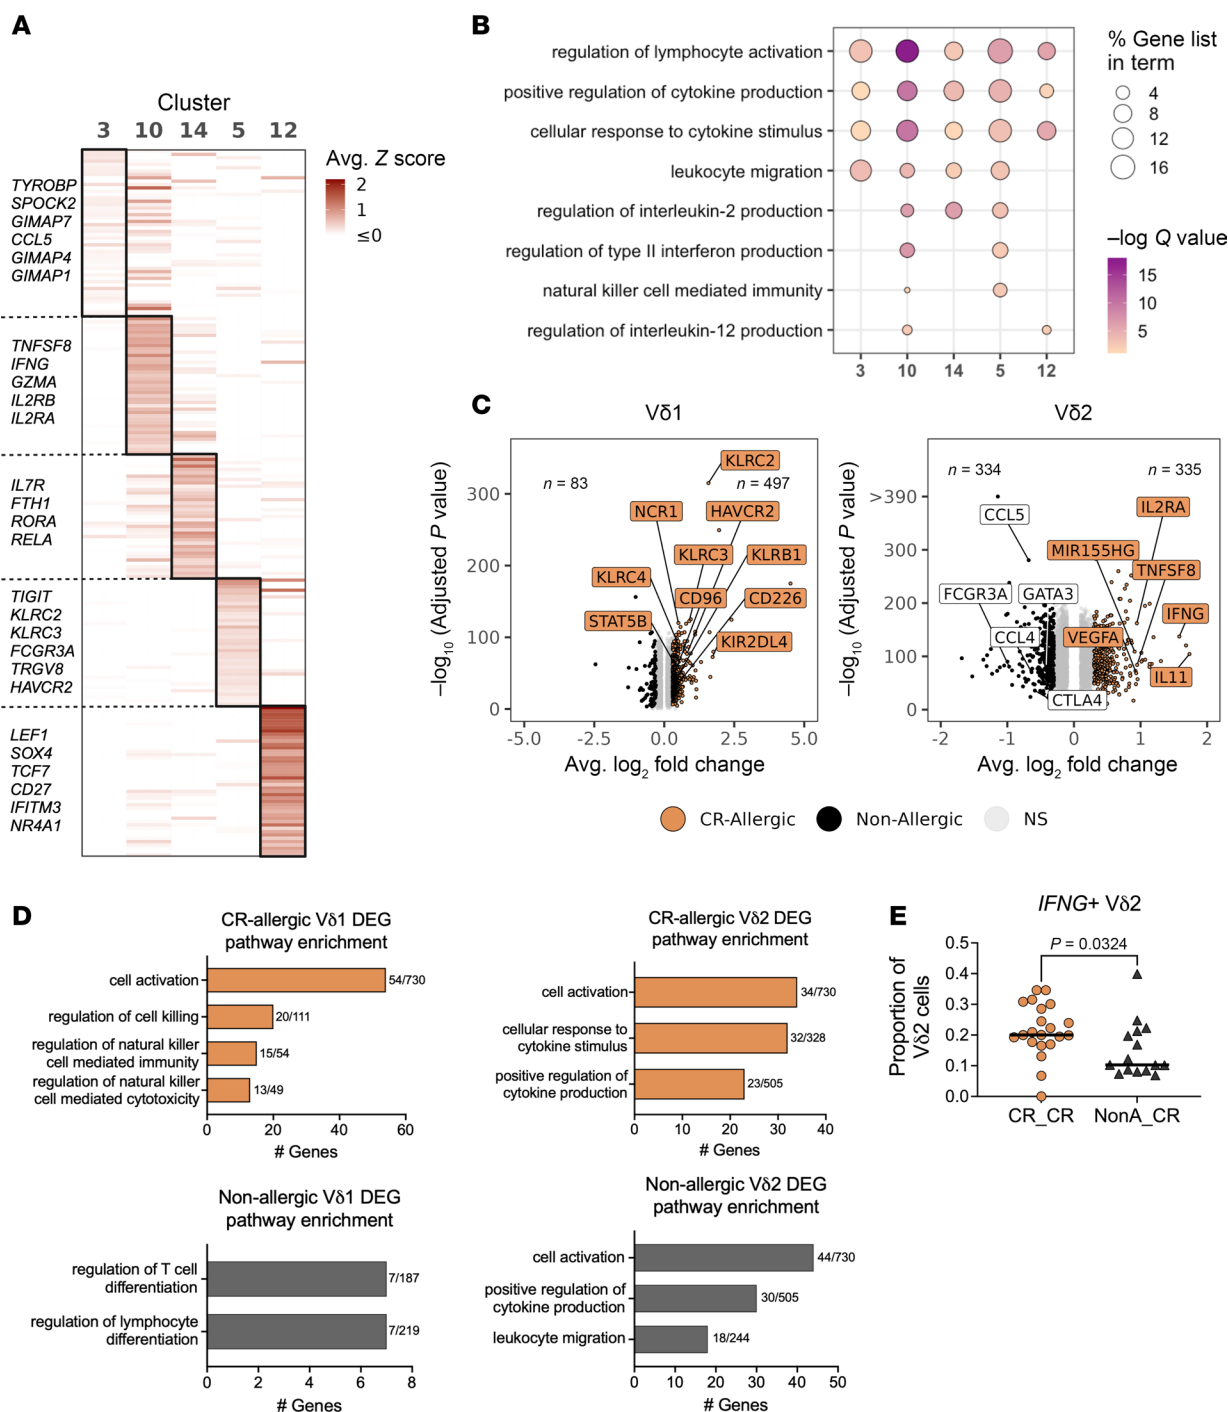 A
Cluster
3 10 14 5 12
TYROBP
SPOCK2
GIMAP7
CCL5
GIMAP4
GIMAP1
TNFSF8
IFNG
GZMA
IL2RB
IL2RA
IL7R
FTH1
RORA
RELA
TIGIT
KLRC2
KLRC3
FCGR3A
TRGV8
HAVCR2
LEF1
SOX4
TCF7
CD27
IFITM3
NR4A1
Avg. Z score
2
1
≤0
B
regulation of lymphocyte activation
positive regulation of cytokine production
cellular response to cytokine stimulus
leukocyte migration
regulation of interleukin-2 production
regulation of type II interferon production
natural killer cell mediated immunity
regulation of interleukin-12 production
3 10 14 5 12
% Gene list
in term
4
8
12
16
–log Q value
15
10
5
C
Vδ1
–log10 (Adjusted P value)
300
200
100
0
n = 83
n = 497
KLRC2
NCR1
HAVCR2
KLRC3
KLRB1
KLRC4
CD96
CD226
STAT5B
KIR2DL4
-5.0 -2.5 0.0 2.5 5.0
Avg. log2 fold change
Vδ2
–log10 (Adjusted P value)
>390
300
200
100
0
n = 334
n = 335
CCL5
IL2RA
MIR155HG
TNFSF8
FCGR3A
GATA3
IFNG
CCL4
VEGFA
IL11
CTLA4
-2 -1 0 1 2
Avg. log2 fold change
CR-Allergic
Non-Allergic
NS
D
CR-allergic Vδ1 DEG
pathway enrichment
cell activation
54/730
regulation of cell killing
20/111
regulation of natural killer
cell mediated immunity
15/54
regulation of natural killer
cell mediated cytotoxicity
13/49
0 20 40 60
# Genes
CR-allergic Vδ2 DEG
pathway enrichment
cell activation
34/730
cellular response to
cytokine stimulus
32/328
positive regulation of
cytokine production
23/505
0 10 20 30 40
# Genes
Non-allergic Vδ1 DEG
pathway enrichment
regulation of T cell
differentiation
7/187
regulation of lymphocyte
differentiation
7/219
0 2 4 6 8
# Genes
Non-allergic Vδ2 DEG
pathway enrichment
cell activation
44/730
positive regulation of
cytokine production
30/505
leukocyte migration
18/244
0 10 20 30 40 50
# Genes
E
IFNG+ Vδ2
P = 0.0324
Proportion of
Vδ2 cells
0.5
0.4
0.3
0.2
0.1
0.0
CR_CR NonA_CR